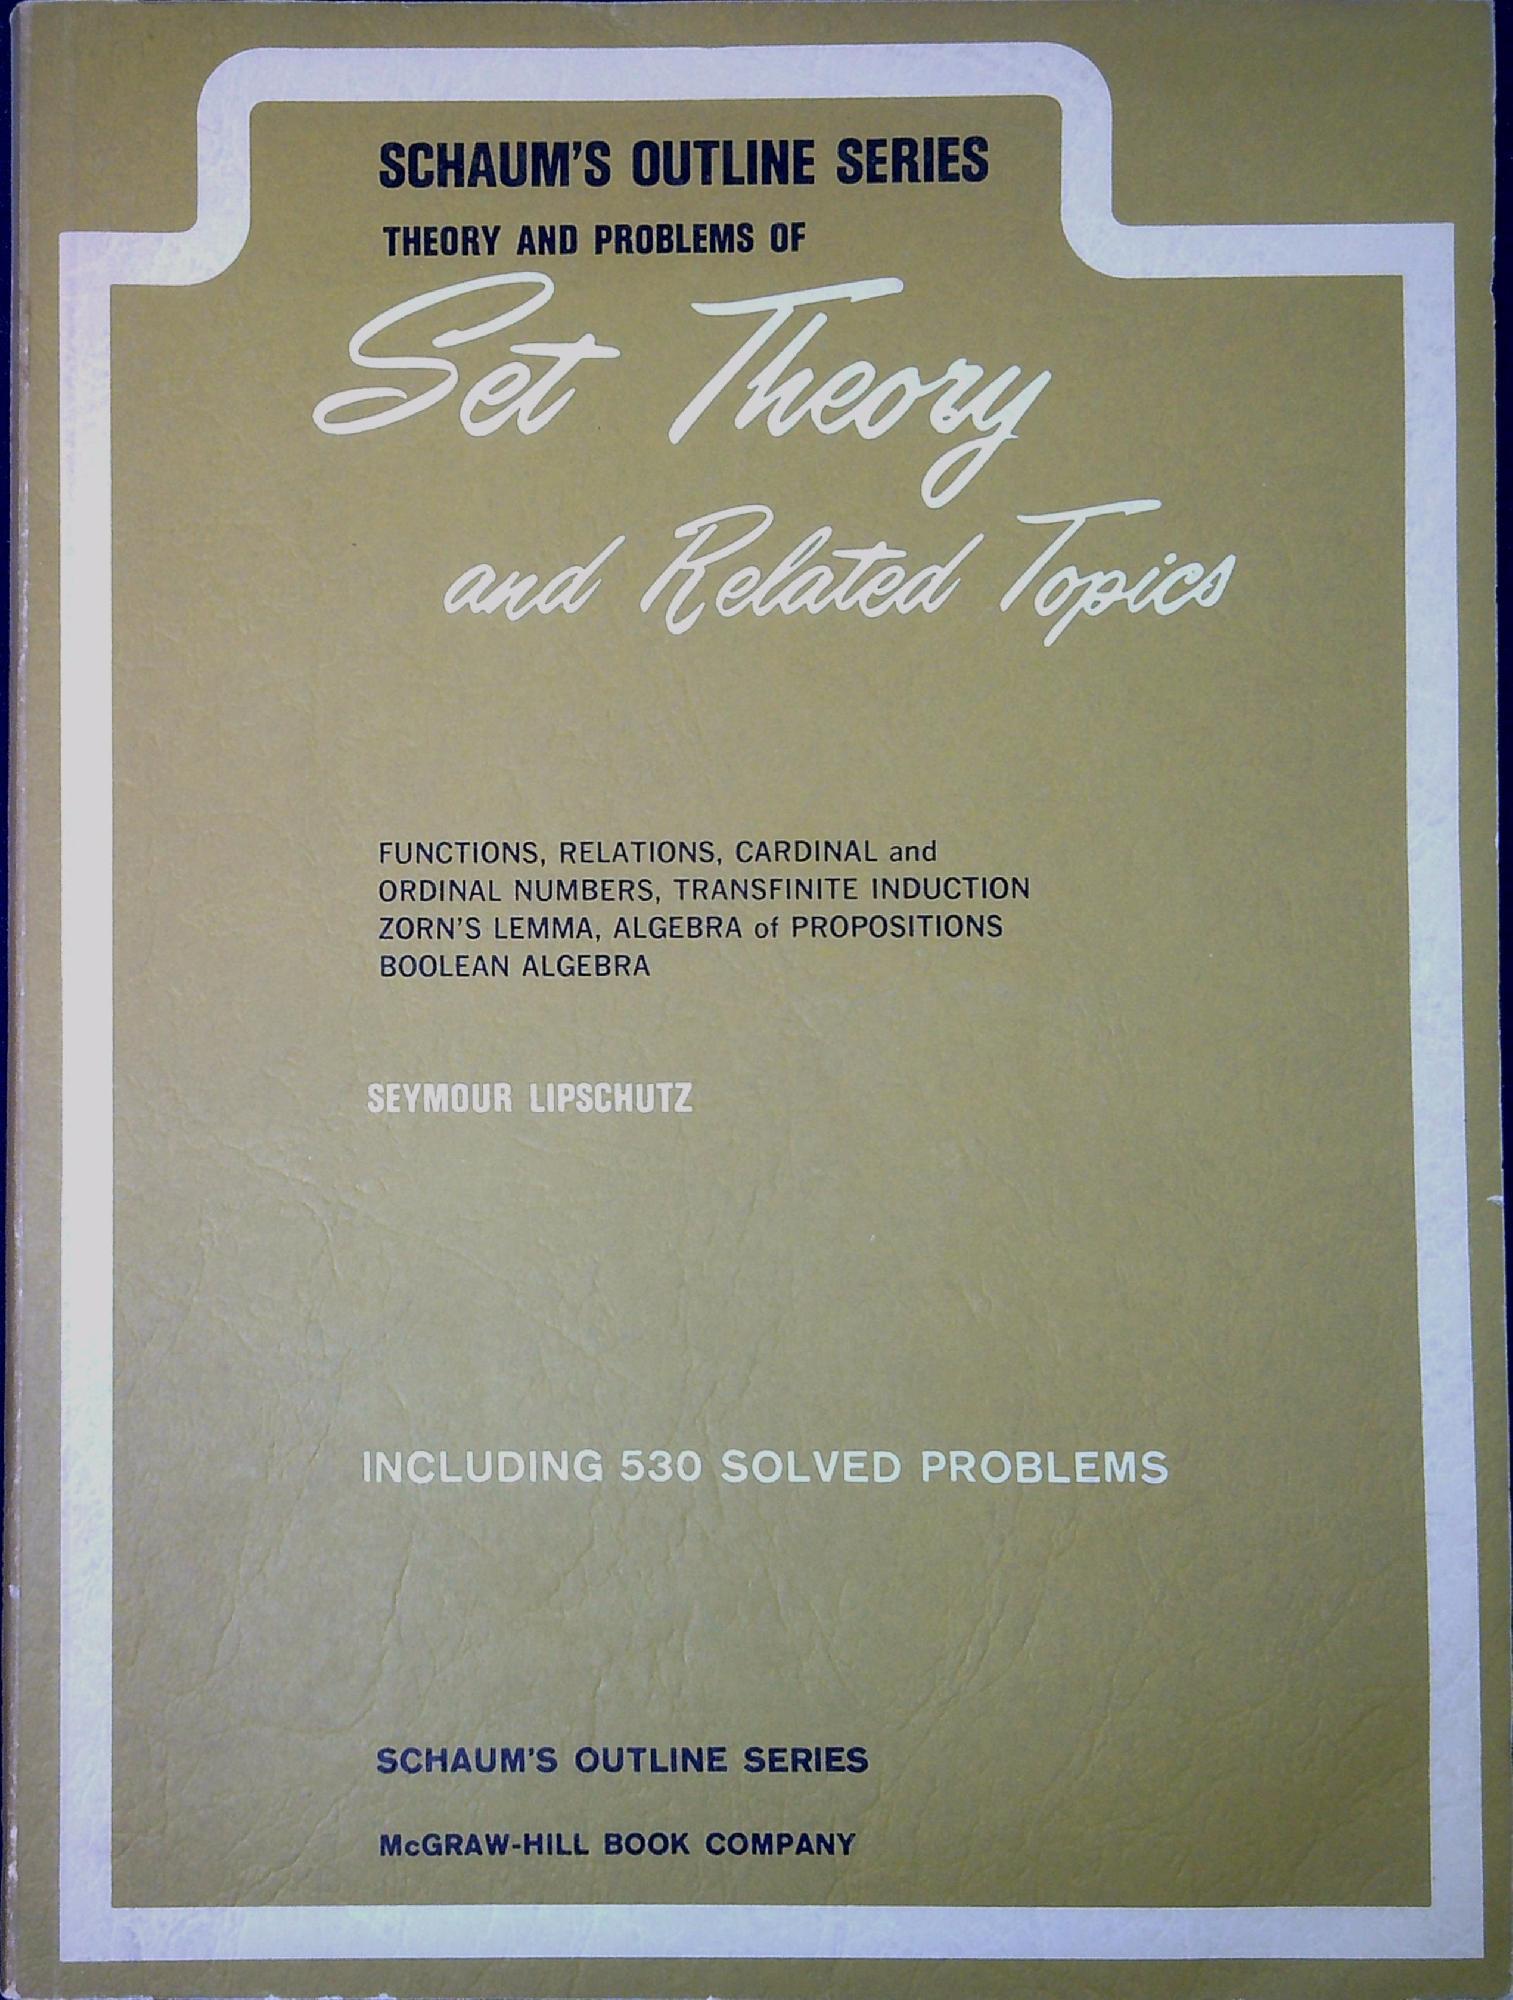 SCHAUM'S OUTLINE SERIES
THEORY AND PROBLEMS OF
Set Theory
and Related Topics
FUNCTIONS, RELATIONS, CARDINAL and
ORDINAL NUMBERS, TRANSFINITE INDUCTION
ZORN'S LEMMA, ALGEBRA of PROPOSITIONS
BOOLEAN ALGEBRA
SEYMOUR LIPSCHUTZ
INCLUDING 530 SOLVED PROBLEMS
SCHAUM'S OUTLINE SERIES
McGRAW-HILL BOOK COMPANY